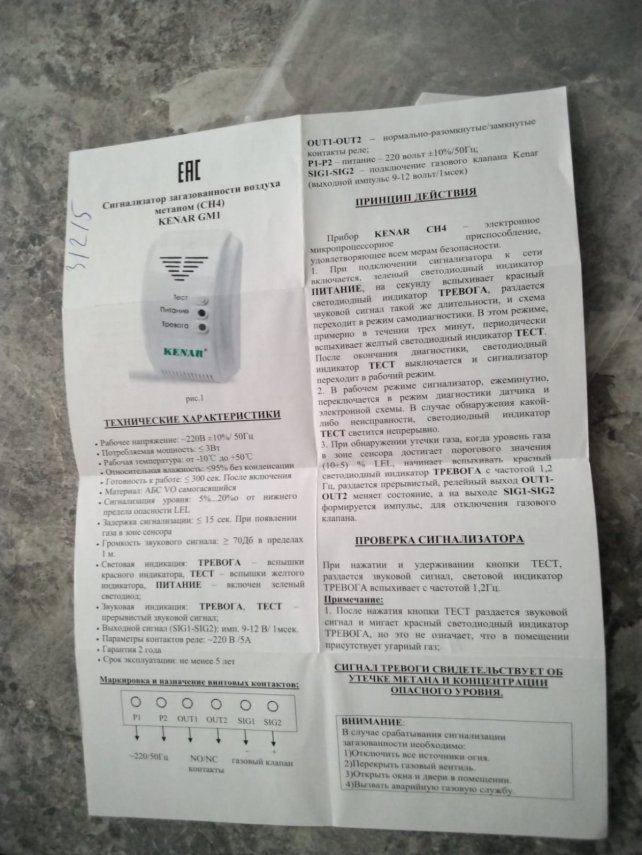 31215
ЕАС
Сигнализатор загазованности воздуха
метаном (СН4)
KENAR GM1
Тест
Питание
Тревога
KENAR®
рис.1
ТЕХНИЧЕСКИЕ ХАРАКТЕРИСТИКИ
• Рабочее напряжение: ~220В ±10%/ 50Гц
• Потребляемая мощность: ≤ 3Вт
• Рабочая температура: от -10˚C до +50˚C
• Относительная влажность: ≤95% без конденсации
• Готовность к работе: ≤ 300 сек. После включения
• Материал: АБС VO самогасящийся
• Сигнализация уровня: 5%...20%о от нижнего
предела опасности LEL
• Задержка сигнализации: ≤ 15 сек. При появлении
газа в зоне сенсора
• Громкость звукового сигнала: ≥ 70Дб в пределах
1 м.
• Световая индикация: ТРЕВОГА – вспышки
красного индикатора, ТЕСТ – вспышки желтого
индикатора, ПИТАНИЕ – включен зеленый
светодиод;
• Звуковая индикация: ТРЕВОГА, ТЕСТ –
прерывистый звуковой сигнал;
• Выходной сигнал (SIG1-SIG2): имп. 9-12 В/ 1мсек.
• Параметры контактов реле: ~220 В /5А
• Гарантия 2 года
• Срок эксплуатации: не менее 5 лет
Маркировка и назначение винтовых контактов:
P1 P2 OUT1 OUT2 SIG1 SIG2
- +
~220/50Гц NO/NC газовый клапан
контакты
OUT1-OUT2 – нормально-разомкнутые/замкнутые
контакты реле;
P1-P2 – питание – 220 вольт ±10%/50Гц;
SIG1-SIG2 – подключение газового клапана Kenar
(выходной импульс 9-12 вольт/1мсек)
ПРИНЦИП ДЕЙСТВИЯ
Прибор KENAR CH4 – электронное
микропроцессорное приспособление,
удовлетворяющее всем мерам безопасности.
1. При подключении сигнализатора к сети
включается, зеленый светодиодный индикатор
ПИТАНИЕ, на секунду вспыхивает красный
светодиодный индикатор ТРЕВОГА, раздается
звуковой сигнал такой же длительности, и схема
переходит в режим самодиагностики. В этом режиме,
примерно в течении трех минут, периодически
вспыхивает желтый светодиодный индикатор ТЕСТ.
После окончания диагностики, светодиодный
индикатор ТЕСТ выключается и сигнализатор
переходит в рабочий режим.
2. В рабочем режиме сигнализатор, ежеминутно,
переключается в режим диагностики датчика и
электронной схемы. В случае обнаружения какой-
либо неисправности, светодиодный индикатор
ТЕСТ светится непрерывно.
3. При обнаружении утечки газа, когда уровень газа
в зоне сенсора достигает порогового значения
(10±5) % LEL, начинает вспыхивать красный
светодиодный индикатор ТРЕВОГА с частотой 1,2
Гц, раздается прерывистый, релейный выход OUT1-
OUT2 меняет состояние, а на выходе SIG1-SIG2
формируется импульс, для отключения газового
клапана.
ПРОВЕРКА СИГНАЛИЗАТОРА
При нажатии и удержании кнопки ТЕСТ,
раздается звуковой сигнал, световой индикатор
ТРЕВОГА вспыхивает с частотой 1,2Гц.
Примечание:
1. После нажатия кнопки ТЕСТ раздается звуковой
сигнал и мигает красный светодиодный индикатор
ТРЕВОГА, но это не означает, что в помещении
присутствует угарный газ;
СИГНАЛ ТРЕВОГИ СВИДЕТЕЛЬСТВУЕТ ОБ
УТЕЧКЕ МЕТАНА И КОНЦЕНТРАЦИИ
ОПАСНОГО УРОВНЯ.
ВНИМАНИЕ:
В случае срабатывания сигнализации
загазованности необходимо:
1)Отключить все источники огня.
2)Перекрыть газовый вентиль.
3)Открыть окна и двери в помещении.
4)Вызвать аварийную газовую службу.